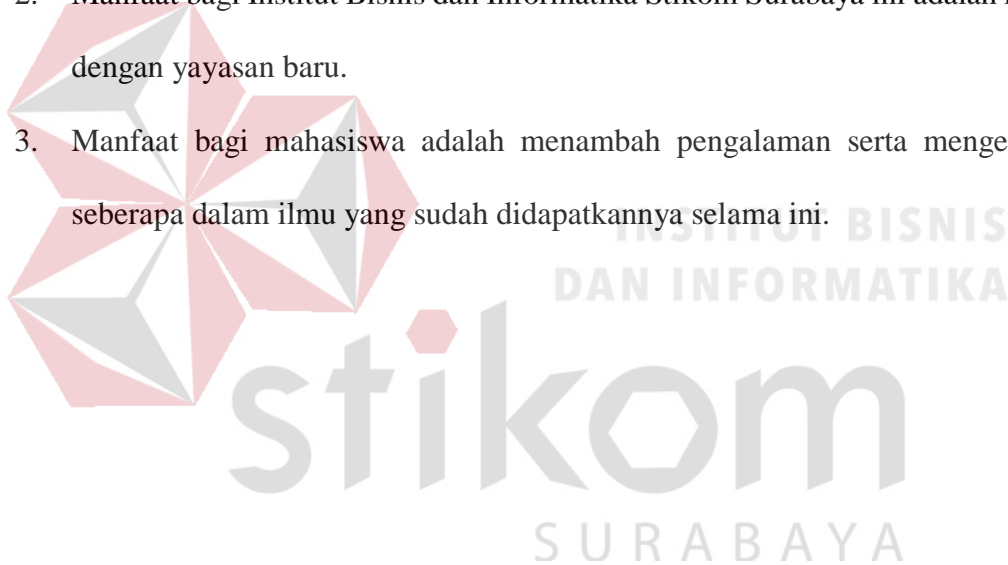 2. Manfaat bagi Institut Bisnis dan Informatika Stikom Surabaya ini adalah
dengan yayasan baru.
3. Manfaat bagi mahasiswa adalah menambah pengalaman serta menge
seberapa dalam ilmu yang sudah didapatkannya selama ini.
INSTITUT BISNIS
DAN INFORMATIKA
stikom
SURABAYA